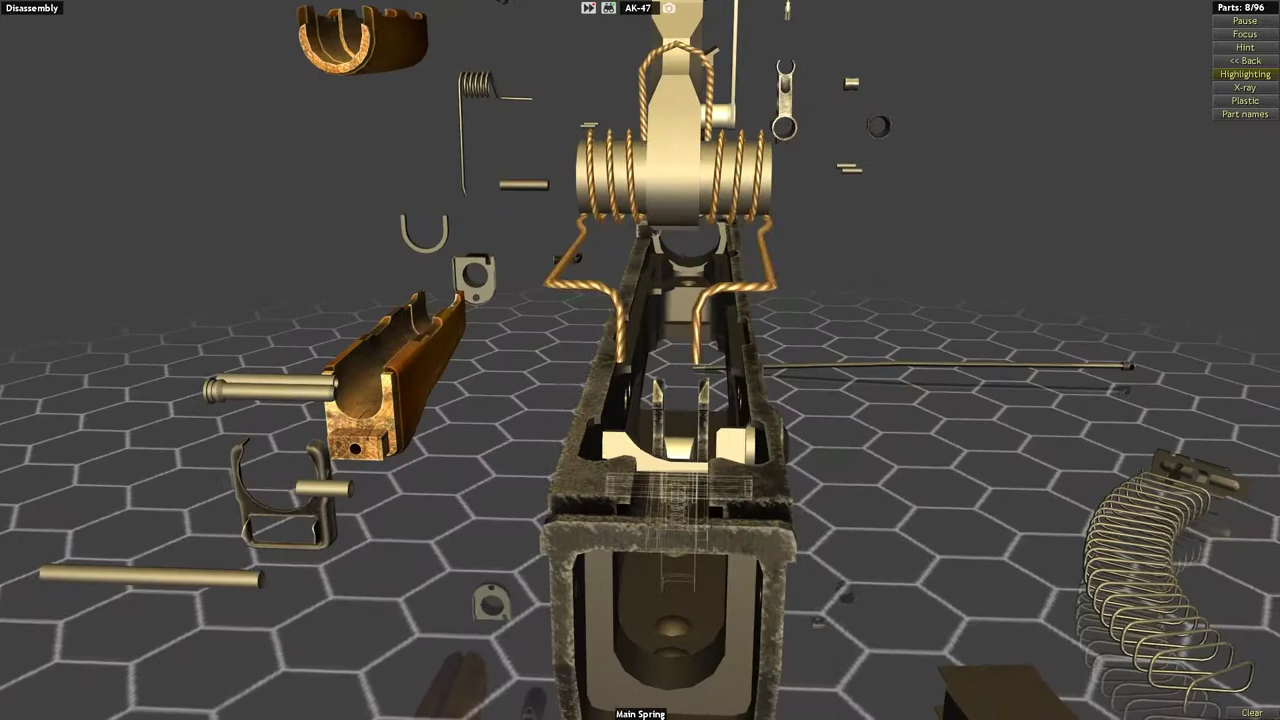 Disassembly
AK-47
Parts: 8/96
Pause
Focus
Hint
<< Back
Highlighting
X-ray
Plastic
Part names
Main Spring
Clear